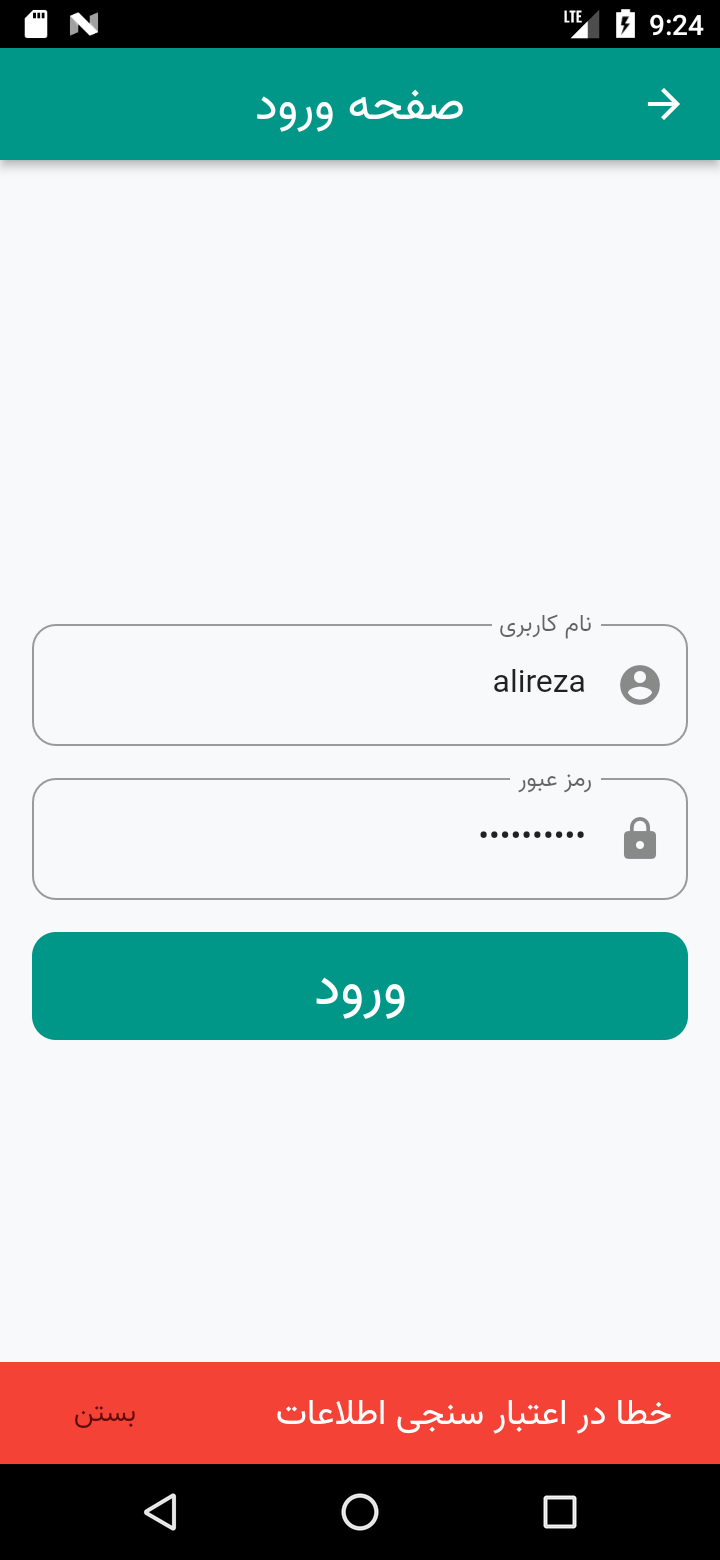 LTE 9:24
صفحه ورود
نام کاربری
alireza
رمز عبور
••••••••••
ورود
خطا در اعتبار سنجی اطلاعات
بستن